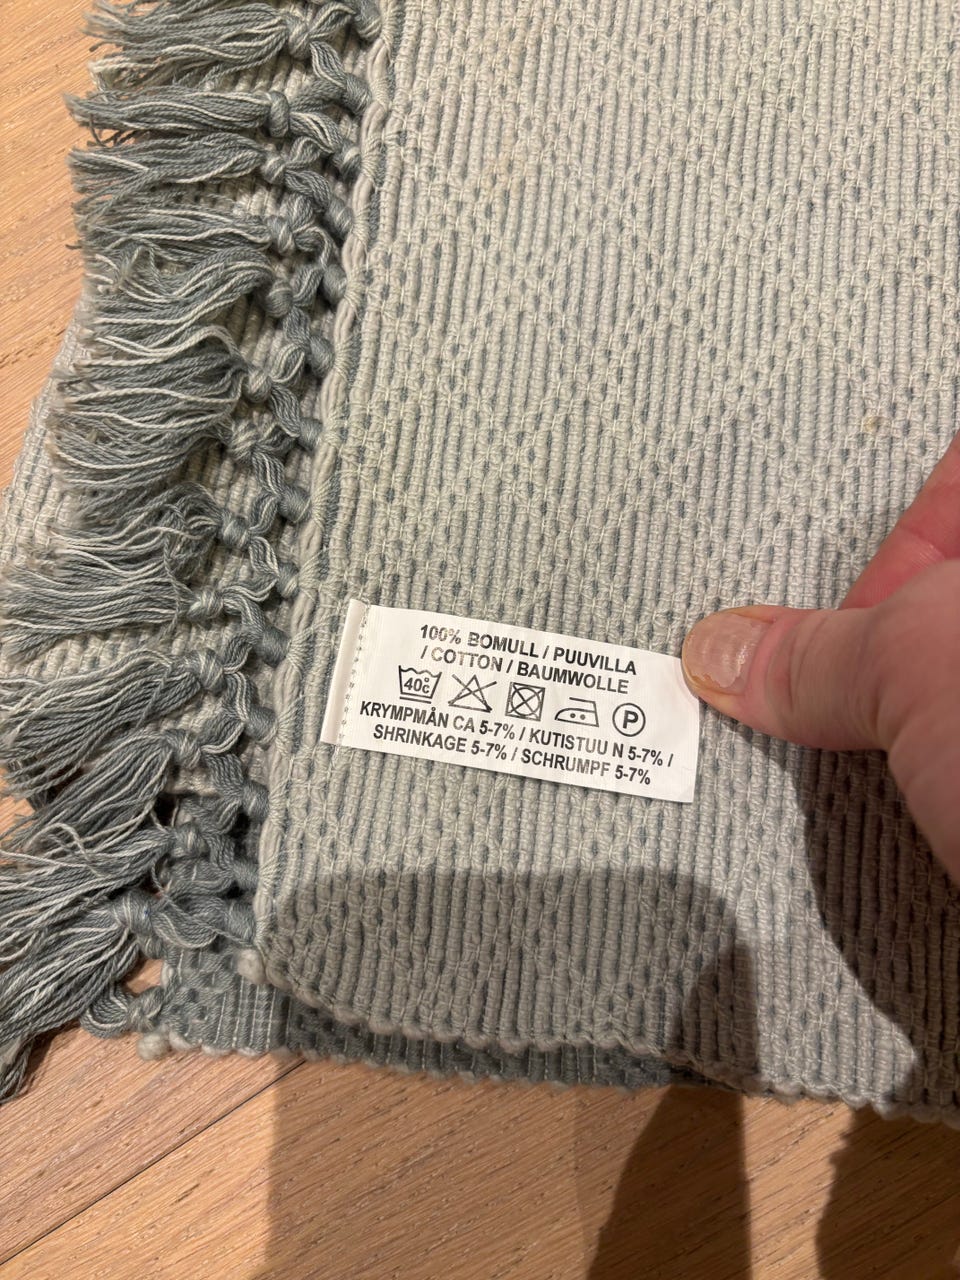 100% BOMULL / PUUVILLA
/ COTTON / BAUMWOLLE
40°C P
KRYMPMÅN CA 5-7% / KUTISTUU N 5-7% /
SHRINKAGE 5-7% / SCHRUMPF 5-7%